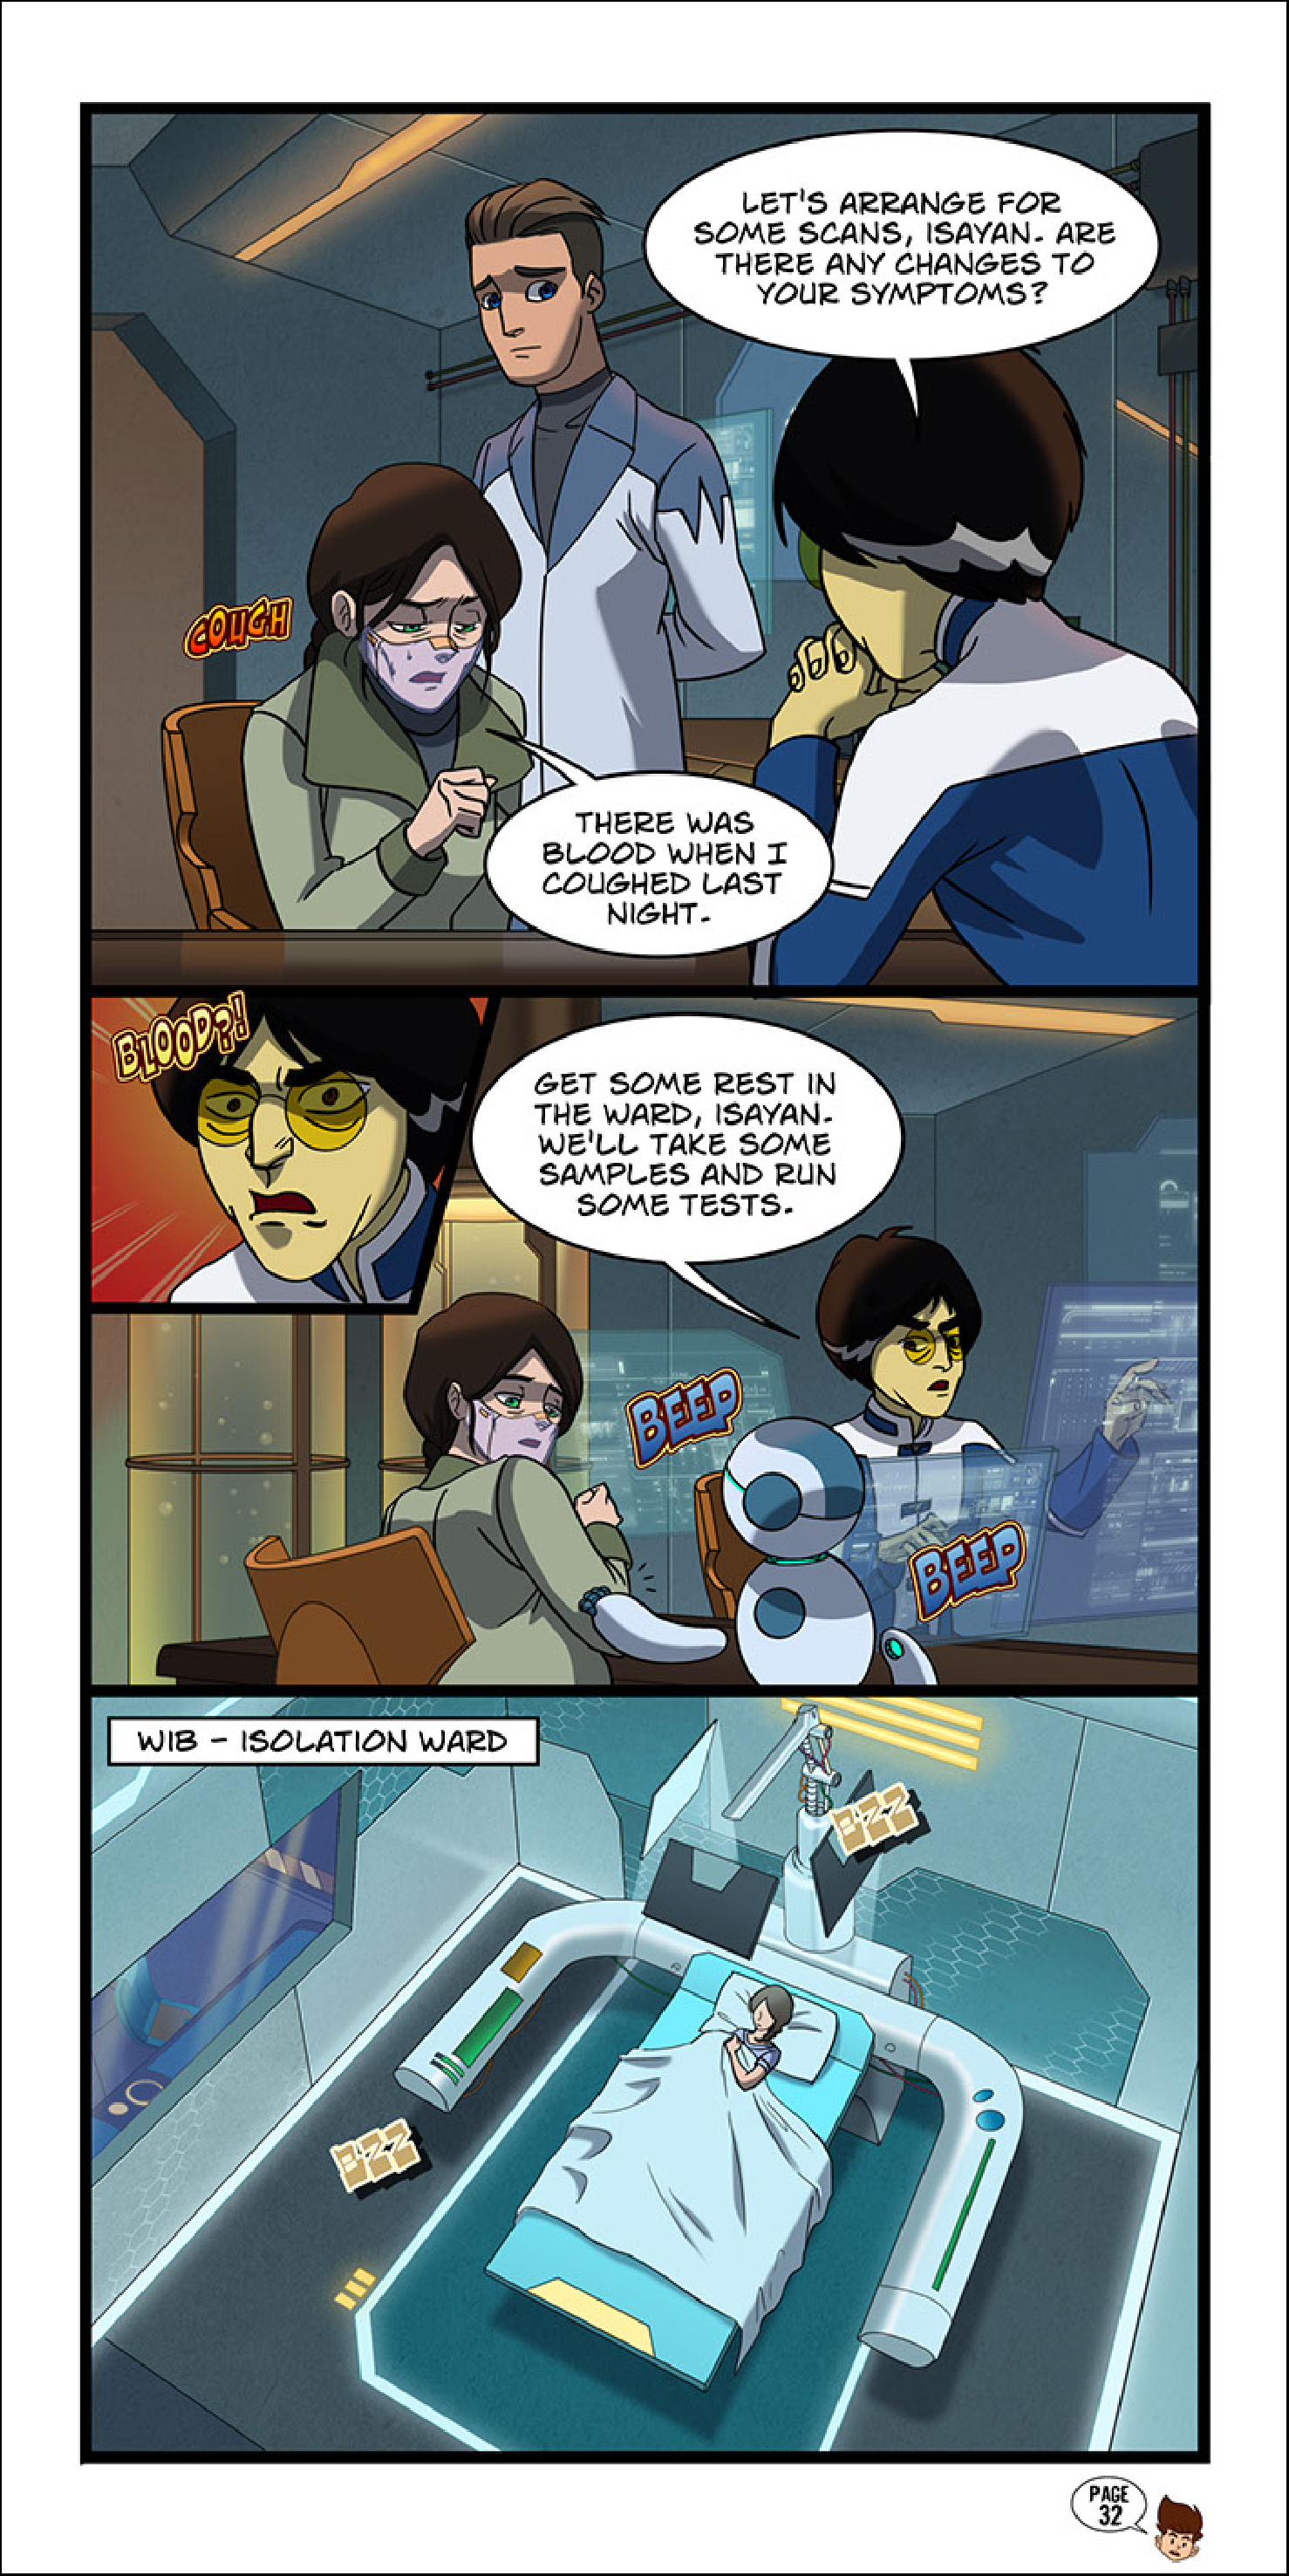 LET'S ARRANGE FOR
SOME SCANS, ISAYAN. ARE
THERE ANY CHANGES TO
YOUR SYMPTOMS?
COUGH
THERE WAS
BLOOD WHEN I
COUGHED LAST
NIGHT.
BLOOD?!
GET SOME REST IN
THE WARD, ISAYAN.
WE'LL TAKE SOME
SAMPLES AND RUN
SOME TESTS.
BEEP
BEEP
WIB - ISOLATION WARD
BZZ
BZZ
PAGE
32